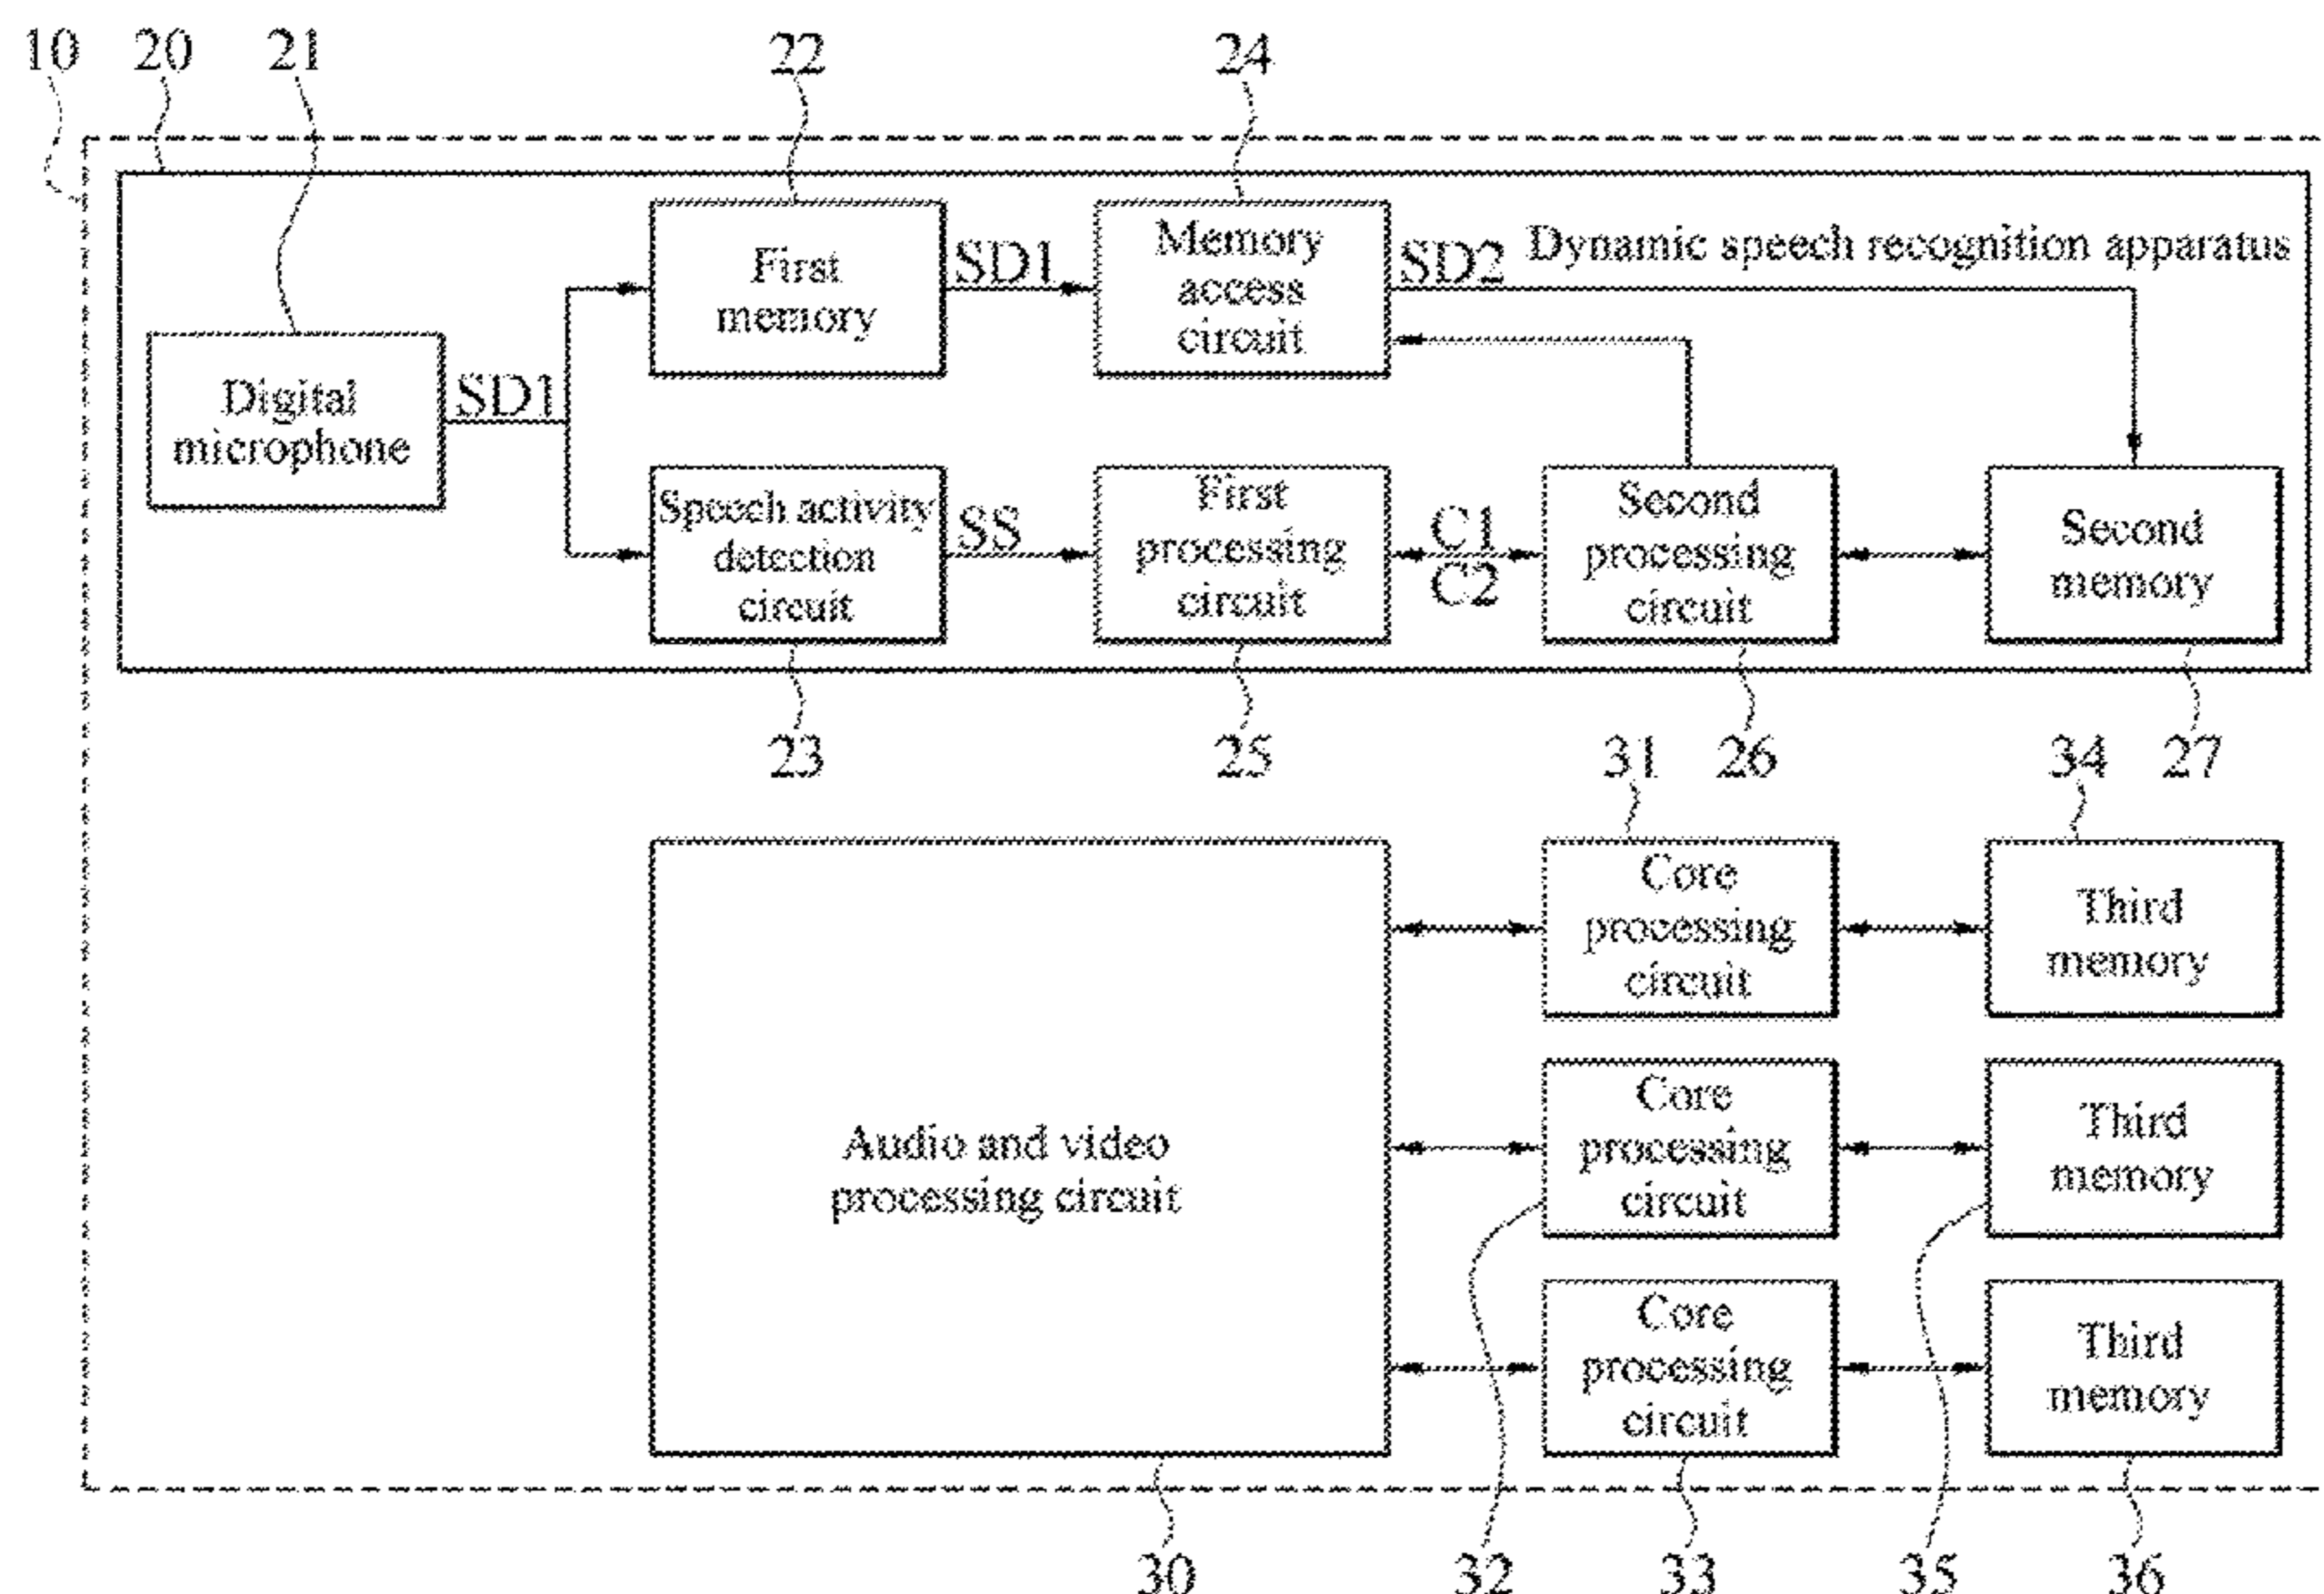 10 20 21 22 24
First
memory
SD1
Memory
access
circuit
SD2
Dynamic speech recognition apparatus
Digital
microphone
SD1
Speech activity
detection
circuit
SS
First
processing
circuit
C1
C2
Second
processing
circuit
Second
memory
23 25 31 26 34 27
Audio and video
processing circuit
Core
processing
circuit
Third
memory
Core
processing
circuit
Third
memory
Core
processing
circuit
Third
memory
30 32 33 35 36